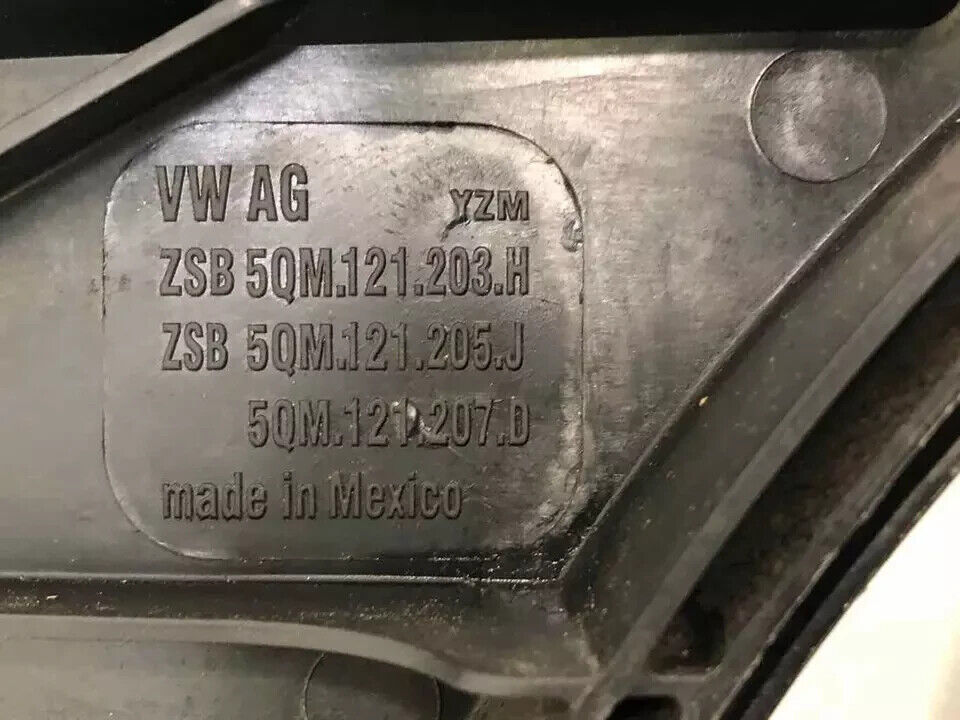 VW AG YZM
ZSB 5QM.121.203.H
ZSB 5QM.121.205.J
5QM.121.207.D
made in Mexico